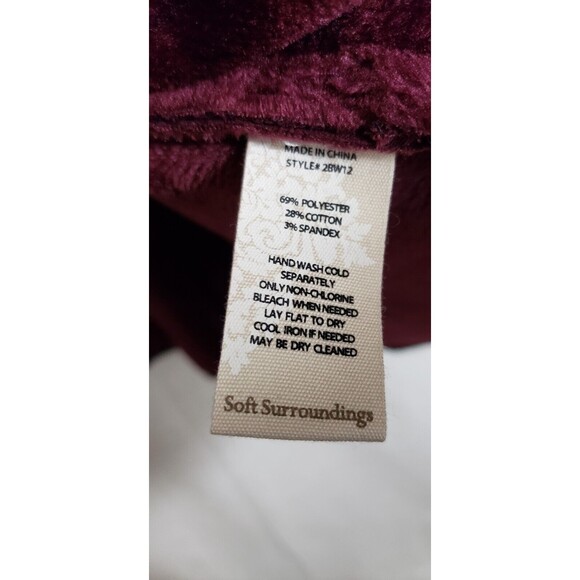 MADE IN CHINA
STYLE# 2BW12
69% POLYESTER
28% COTTON
3% SPANDEX
HAND WASH COLD
SEPARATELY
ONLY NON-CHLORINE
BLEACH WHEN NEEDED
LAY FLAT TO DRY
COOL IRON IF NEEDED
MAY BE DRY CLEANED
Soft Surroundings